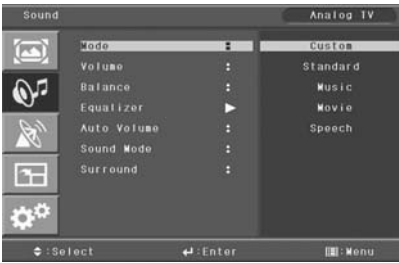 Sound Analog TV
Mode : Custom
Volume : Standard
Balance : Music
Equalizer ▶ Movie
Auto Volume : Speech
Sound Mode :
Surround :
:Select :Enter :Menu